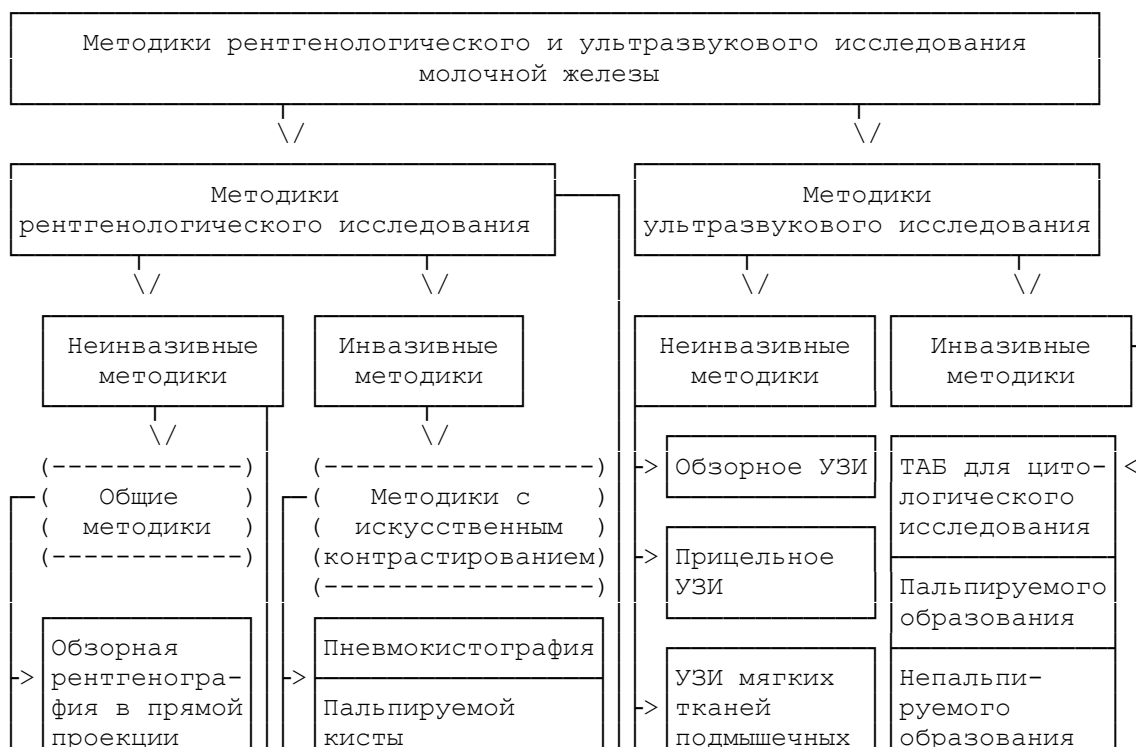 Методики рентгенологического и ультразвукового исследования
молочной железы
Методики
рентгенологического исследования
Методики
ультразвукового исследования
Неинвазивные
методики
Инвазивные
методики
Неинвазивные
методики
Инвазивные
методики
Общие
методики
Методики с
искусственным
контрастированием
Обзорное УЗИ
ТАБ для цито-
логического
исследования
Прицельное
УЗИ
Пальпируемого
образования
Обзорная
рентгеногра-
фия в прямой
проекции
Пневмокистография
Пальпируемой
кисты
УЗИ мягких
тканей
подмышечных
Непальпи-
руемого
образования